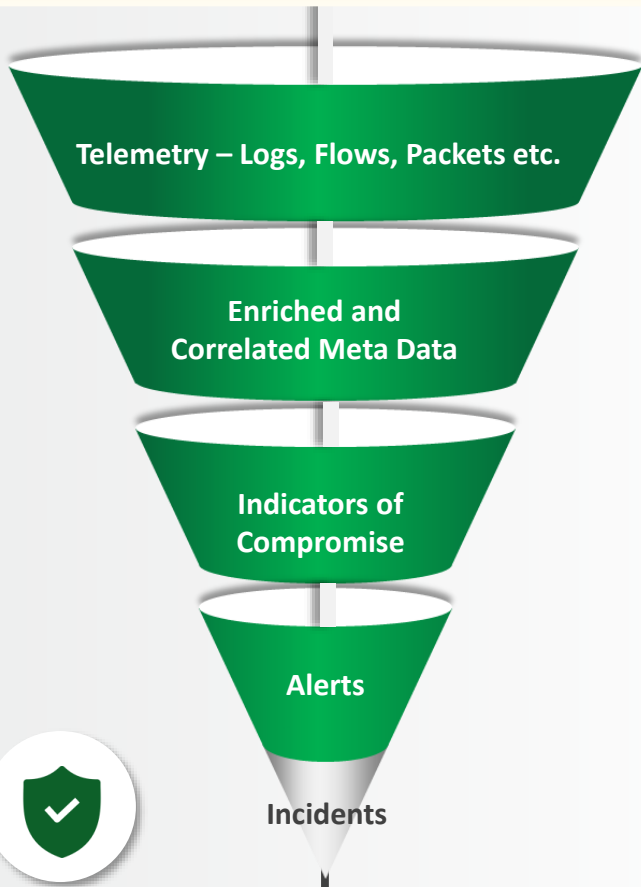 Telemetry – Logs, Flows, Packets etc.
Enriched and
Correlated Meta Data
Indicators of
Compromise
Alerts
Incidents